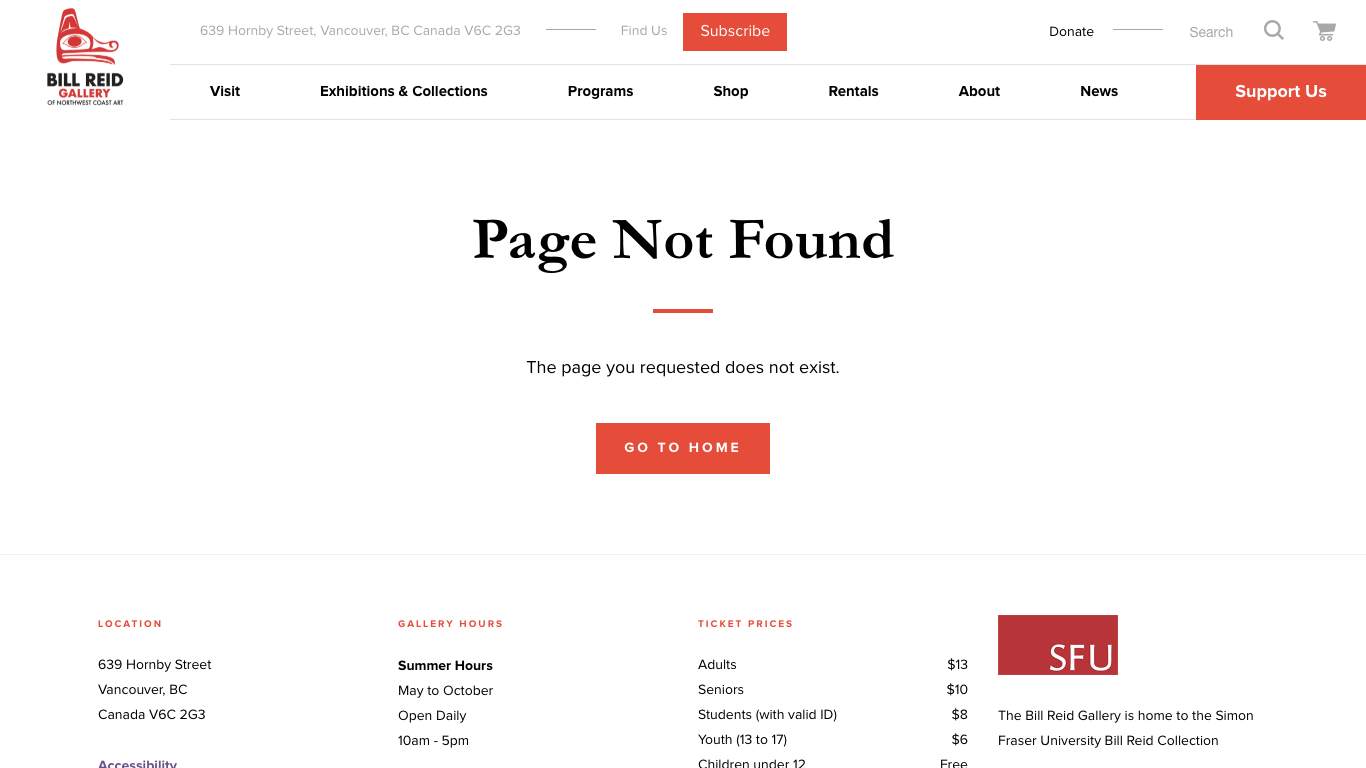 BILL REID
GALLERY
OF NORTHWEST COAST ART
639 Hornby Street, Vancouver, BC Canada V6C 2G3
Find Us
Subscribe
Donate
Search
Visit
Exhibitions & Collections
Programs
Shop
Rentals
About
News
Support Us
Page Not Found
The page you requested does not exist.
GO TO HOME
LOCATION
639 Hornby Street
Vancouver, BC
Canada V6C 2G3
Accessibility
GALLERY HOURS
Summer Hours
May to October
Open Daily
10am - 5pm
TICKET PRICES
Adults $13
Seniors $10
Students (with valid ID) $8
Youth (13 to 17) $6
Children under 12 Free
SFU
The Bill Reid Gallery is home to the Simon
Fraser University Bill Reid Collection